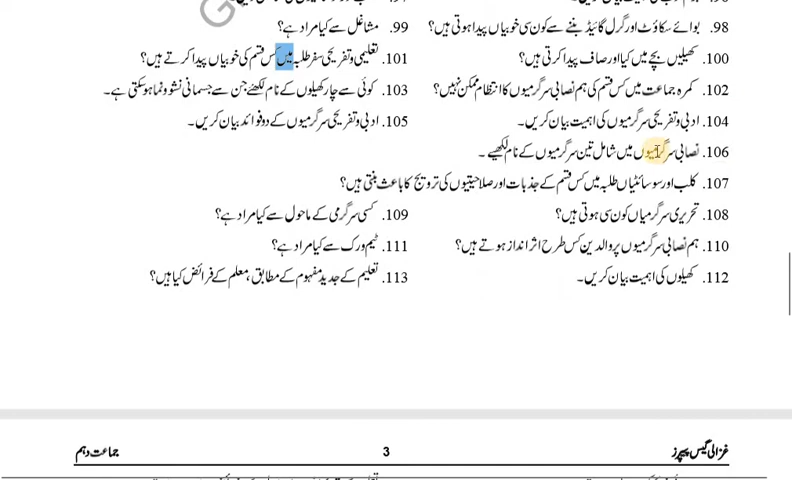 98. بوائے سکاؤٹ اور گرل گائیڈ بننے سے کون سی خوبیاں پیدا ہوتی ہیں؟ 99. مشاغل سے کیا مراد ہے؟
100. کھیلیں بچے میں کیا اوصاف پیدا کرتی ہیں؟ 101. تعلیمی و تفریحی سفر طلبہ میں کس قسم کی خوبیاں پیدا کرتے ہیں؟
102. کمرہ جماعت میں کس قسم کی ہم نصابی سرگرمیوں کا انتظام ممکن نہیں؟ 103. کوئی سے چار کھیلوں کے نام لکھئے جن سے جسمانی نشوونما ہو سکتی ہے۔
104. ادبی و تفریحی سرگرمیوں کی اہمیت بیان کریں۔ 105. ادبی و تفریحی سرگرمیوں کے دو فوائد بیان کریں۔
106. نصابی سرگرمیوں میں شامل تین سرگرمیوں کے نام لکھیے۔
107. کلب اور سوسائٹیاں طلبہ میں کس قسم کے جذبات اور صلاحیتیوں کی ترویج کا باعث بنتی ہیں؟
108. تحریری سرگرمیاں کون سی ہوتی ہیں؟ 109. کسی سرگرمی کے ماحول سے کیا مراد ہے؟
110. ہم نصابی سرگرمیوں پر والدین کس طرح اثر انداز ہوتے ہیں؟ 111. ٹیم ورک سے کیا مراد ہے؟
112. کھیلوں کی اہمیت بیان کریں۔ 113. تعلیم کے جدید مفہوم کے مطابق، معلم کے فرائض کیا ہیں؟
غزالی گیس پیپرز 3 جماعت دہم